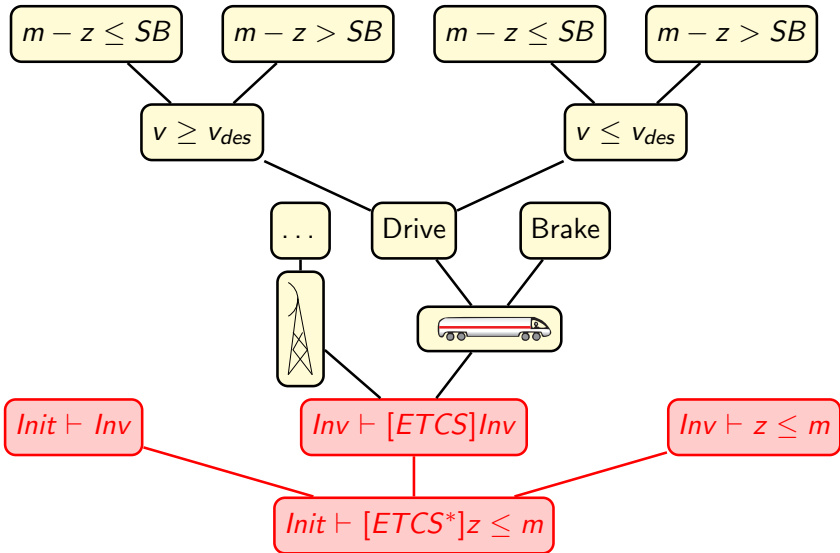 m − z ≤ SB
m − z > SB
m − z ≤ SB
m − z > SB
v ≥ v_des
v ≤ v_des
...
Drive
Brake
Init ⊢ Inv
Inv ⊢ [ETCS]Inv
Inv ⊢ z ≤ m
Init ⊢ [ETCS*]z ≤ m